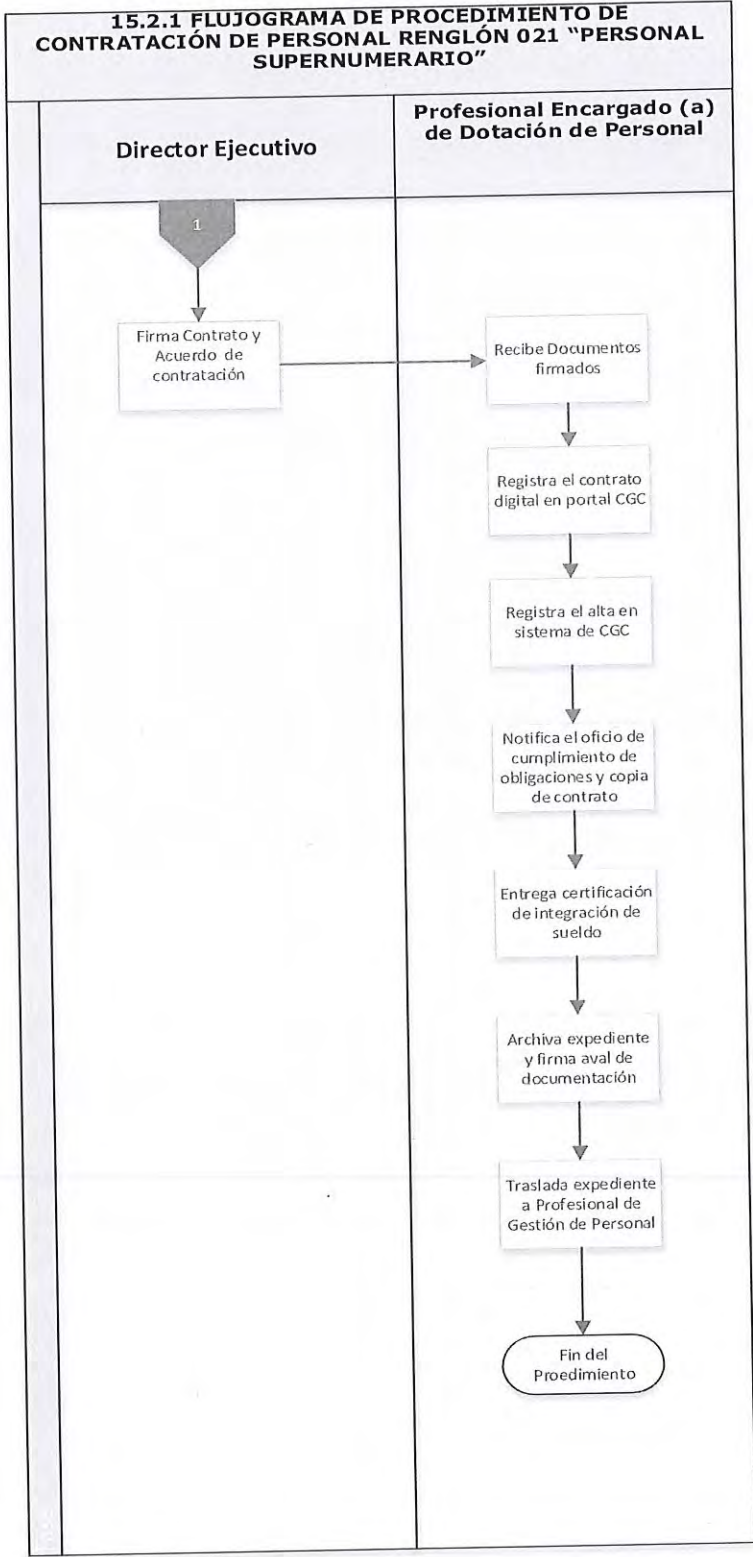 15.2.1 FLUJOGRAMA DE PROCEDIMIENTO DE
CONTRATACIÓN DE PERSONAL RENGLÓN 021 “PERSONAL
SUPERNUMERARIO”
Director Ejecutivo
Profesional Encargado (a)
de Dotación de Personal
1
Firma Contrato y
Acuerdo de
contratación
Recibe Documentos
firmados
Registra el contrato
digital en portal CGC
Registra el alta en
sistema de CGC
Notifica el oficio de
cumplimiento de
obligaciones y copia
de contrato
Entrega certificación
de integración de
sueldo
Archiva expediente
y firma aval de
documentación
Traslada expediente
a Profesional de
Gestión de Personal
Fin del
Proedimiento